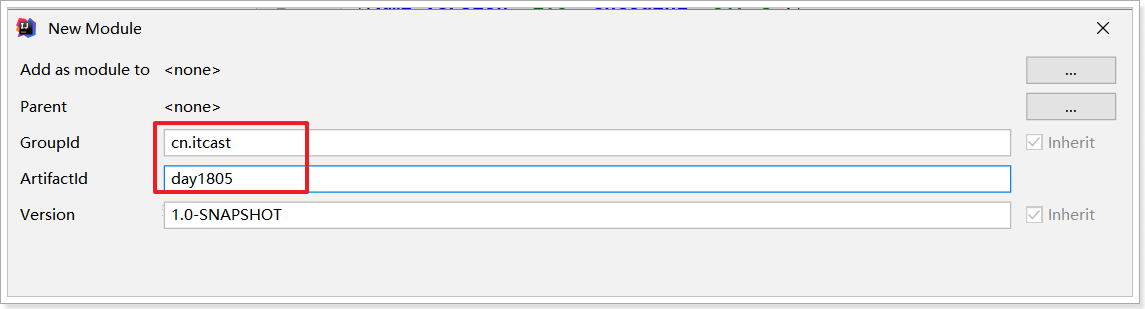 New Module
Add as module to <none> ...
Parent <none> ...
GroupId cn.itcast Inherit
ArtifactId day1805
Version 1.0-SNAPSHOT Inherit